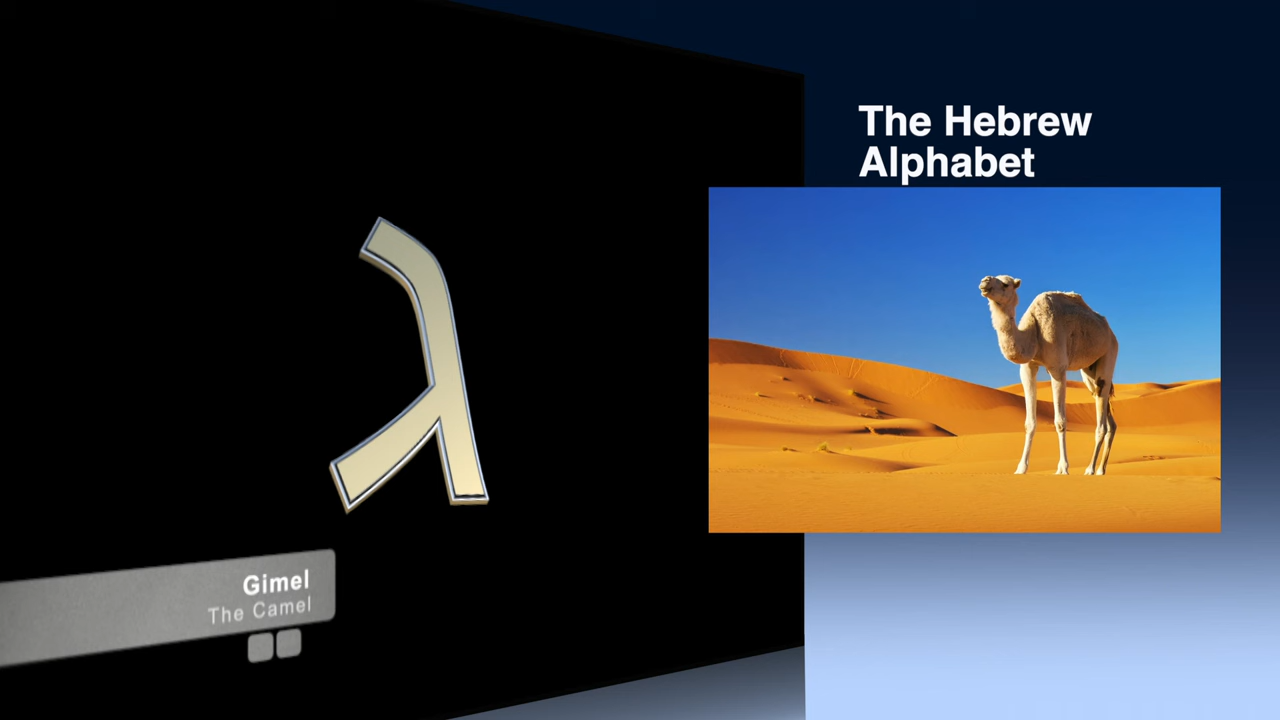 The Hebrew
Alphabet
ג
Gimel
The Camel